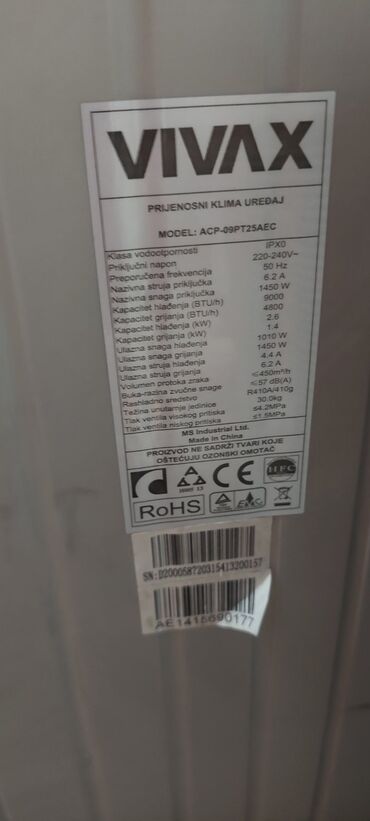 VIVAX
PRIJENOSNI KLIMA UREĐAJ
MODEL: ACP-09PT25AEC
Klasa vodootpornosti IPX0
Priključni napon 220-240V~
Preporučena frekvencija 50 Hz
Nazivna struja priključka 6.2 A
Nazivna snaga priključka 1450 W
Kapacitet hlađenja (BTU/h) 9000
Kapacitet grijanja (BTU/h) 4800
Kapacitet hlađenja (kW) 2.6
Kapacitet grijanja (kW) 1.4
Ulazna snaga hlađenja 1010 W
Ulazna snaga grijanja 1450 W
Ulazna struja hlađenja 4.4 A
Ulazna struja grijanja 6.2 A
Volumen protoka zraka ≤450m³/h
Buka-razina zvučne snage ≤57 dB(A)
Rashladno sredstvo R410A/410g
Težina unutarnje jedinice 30.0kg
Tlak ventila visokog pritiska ≤4.2MPa
Tlak ventila niskog pritiska ≤1.5MPa
MS Industrial Ltd.
Made in China
PROIZVOD NE SADRŽI TVARI KOJE
OŠTEĆUJU OZONSKI OMOTAČ
CE
HFC
RoHS
EMC
SN:D200058720315413200157
AE1415690177